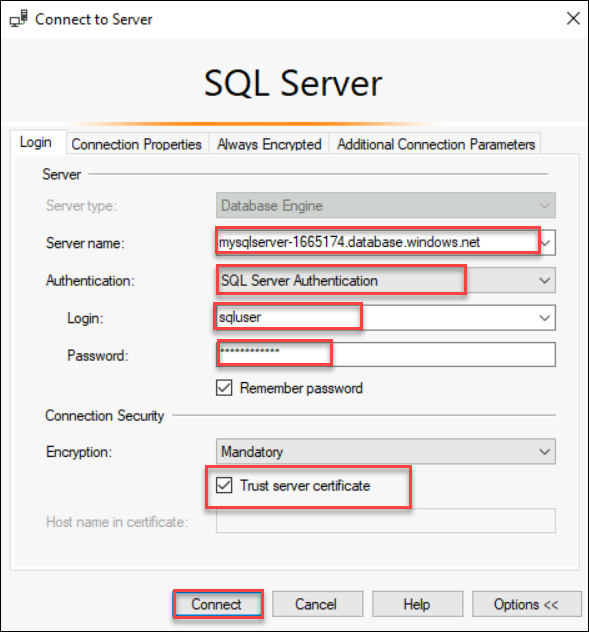 Connect to Server
SQL Server
Login Connection Properties Always Encrypted Additional Connection Parameters
Server
Server type: Database Engine
Server name: mysqlserver-1665174.database.windows.net
Authentication: SQL Server Authentication
Login: sqluser
Password: ************
Remember password
Connection Security
Encryption: Mandatory
Trust server certificate
Host name in certificate:
Connect Cancel Help Options <<